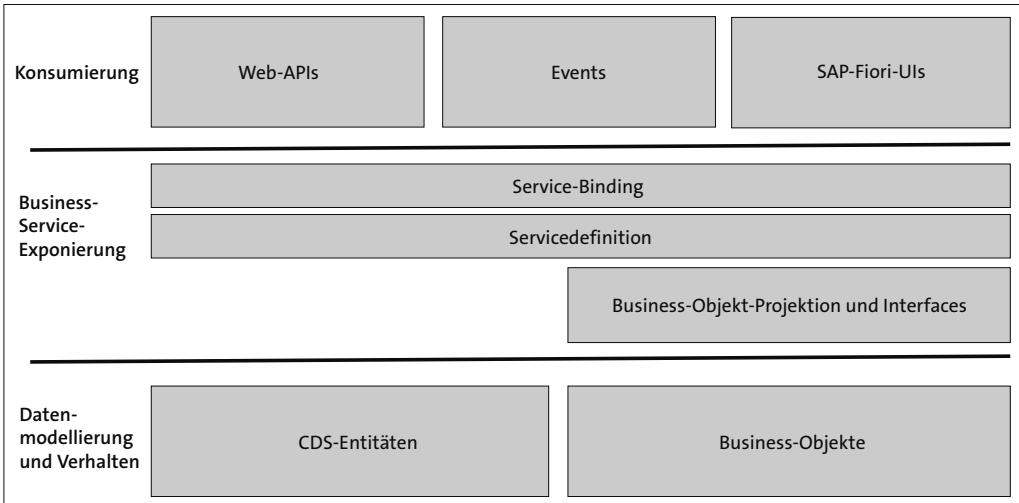 Konsumierung
Web-APIs
Events
SAP-Fiori-UIs
Business-
Service-
Exponierung
Service-Binding
Servicedefinition
Business-Objekt-Projektion und Interfaces
Daten-
modellierung
und Verhalten
CDS-Entitäten
Business-Objekte